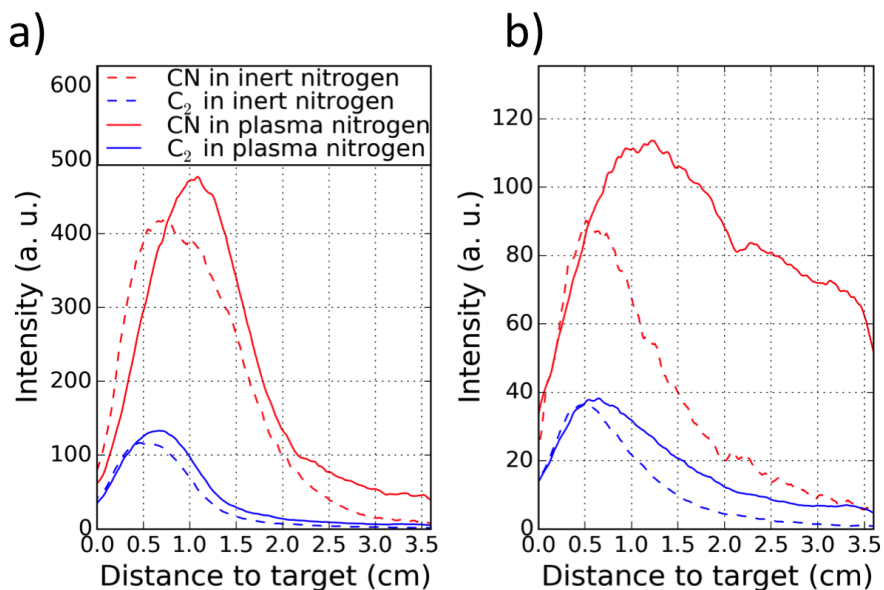 a)
600
500
400
300
200
100
0
Intensity (a. u.)
CN in inert nitrogen
C₂ in inert nitrogen
CN in plasma nitrogen
C₂ in plasma nitrogen
0.0 0.5 1.0 1.5 2.0 2.5 3.0 3.5
Distance to target (cm)
b)
120
100
80
60
40
20
0
Intensity (a. u.)
0.0 0.5 1.0 1.5 2.0 2.5 3.0 3.5
Distance to target (cm)